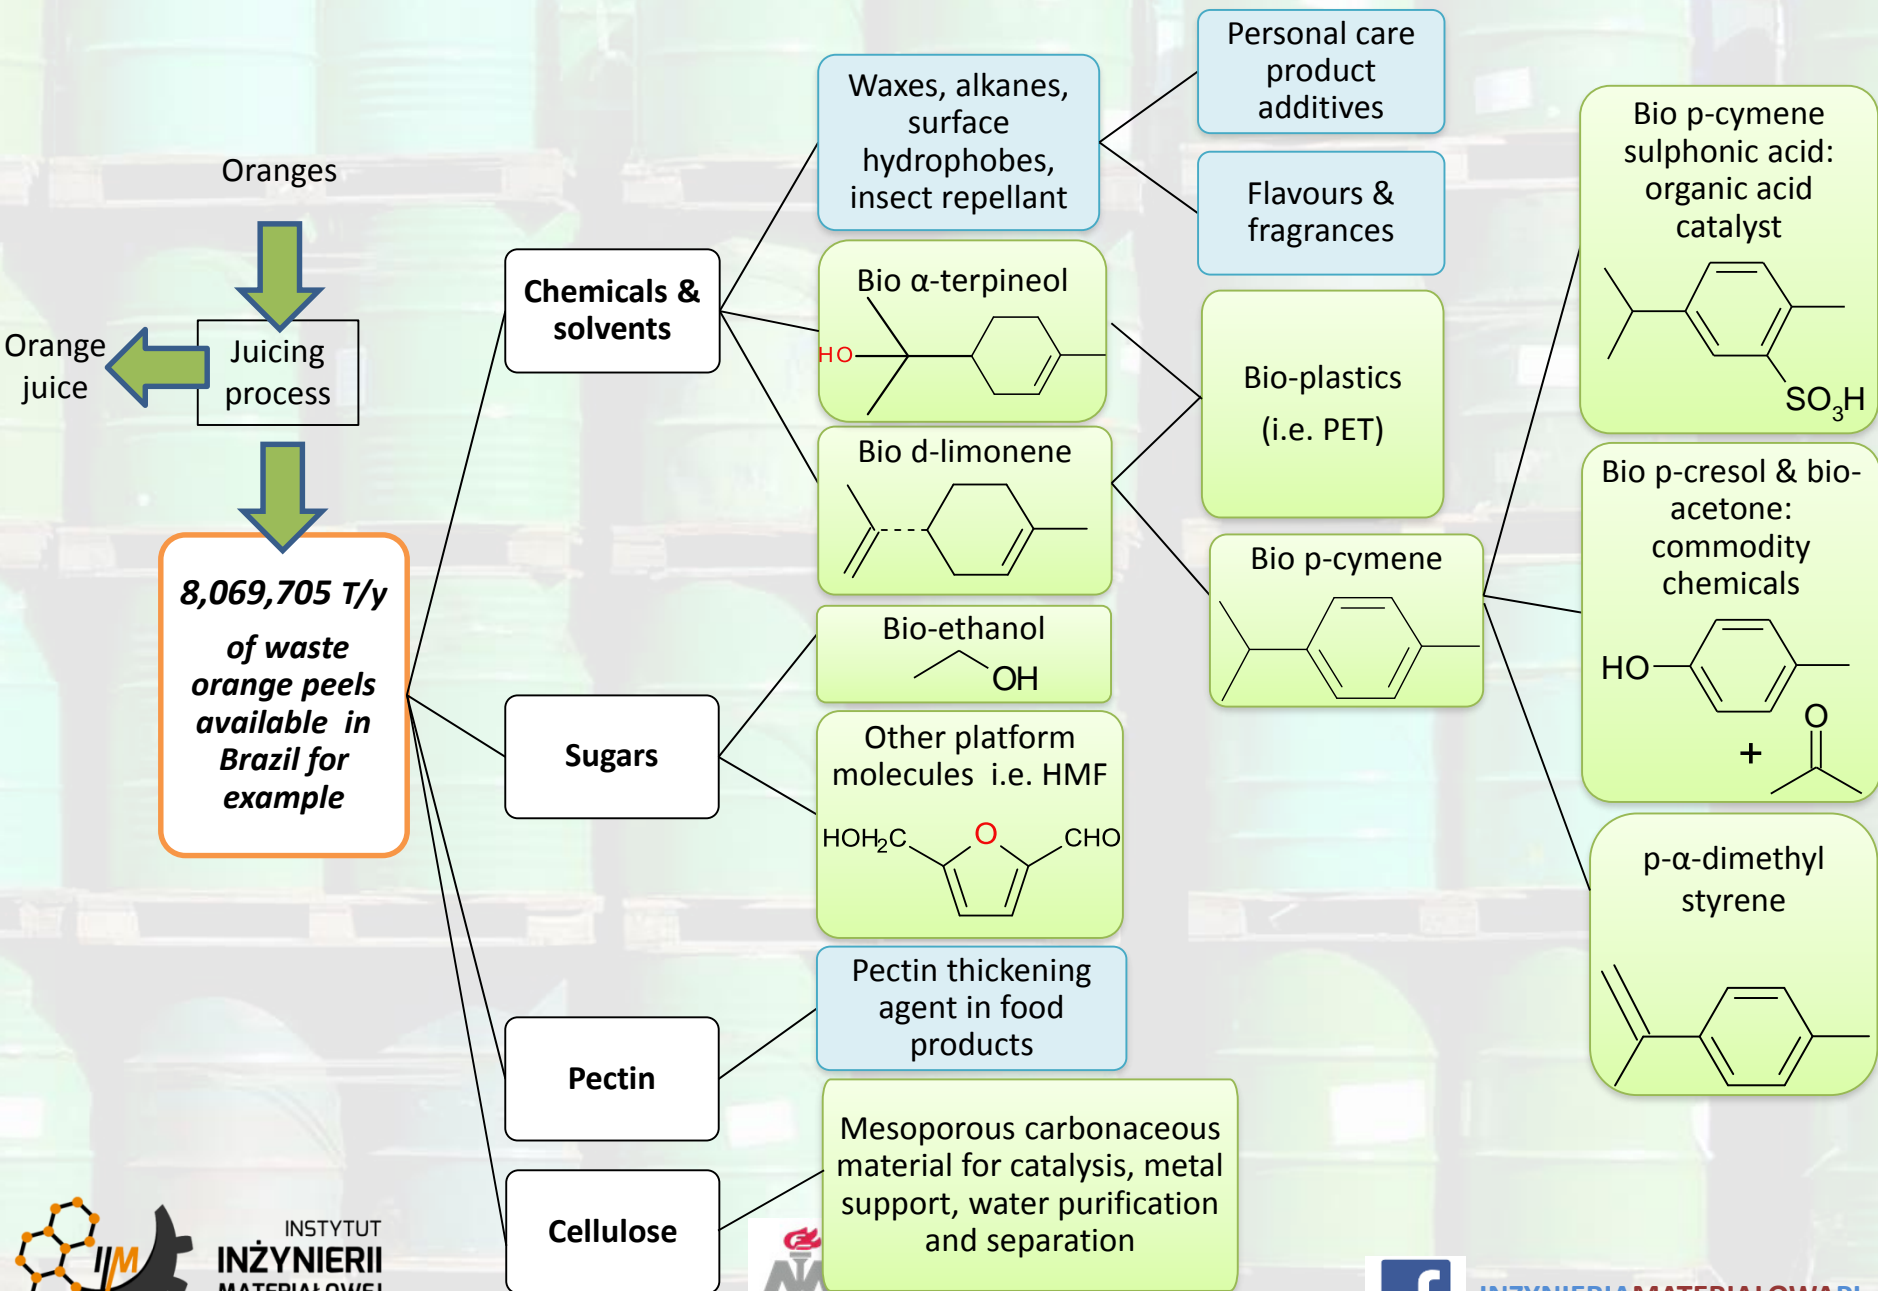 Oranges
Orange
juice
Juicing
process
8,069,705 T/y
of waste
orange peels
available in
Brazil for
example
Chemicals &
solvents
Sugars
Pectin
Cellulose
Waxes, alkanes,
surface
hydrophobes,
insect repellant
Bio α-terpineol
HO
Bio d-limonene
Bio-ethanol
OH
Other platform
molecules i.e. HMF
HOH2C
O
CHO
Pectin thickening
agent in food
products
Mesoporous carbonaceous
material for catalysis, metal
support, water purification
and separation
Personal care
product
additives
Flavours &
fragrances
Bio-plastics
(i.e. PET)
Bio p-cymene
Bio p-cymene
sulphonic acid:
organic acid
catalyst
SO3H
Bio p-cresol & bio-
acetone:
commodity
chemicals
HO
O
+
p-α-dimethyl
styrene
IIM
INSTYTUT
INŻYNIERII
MATERIAŁOWEJ
f
INZYNIERIAMATERIALOWAPL